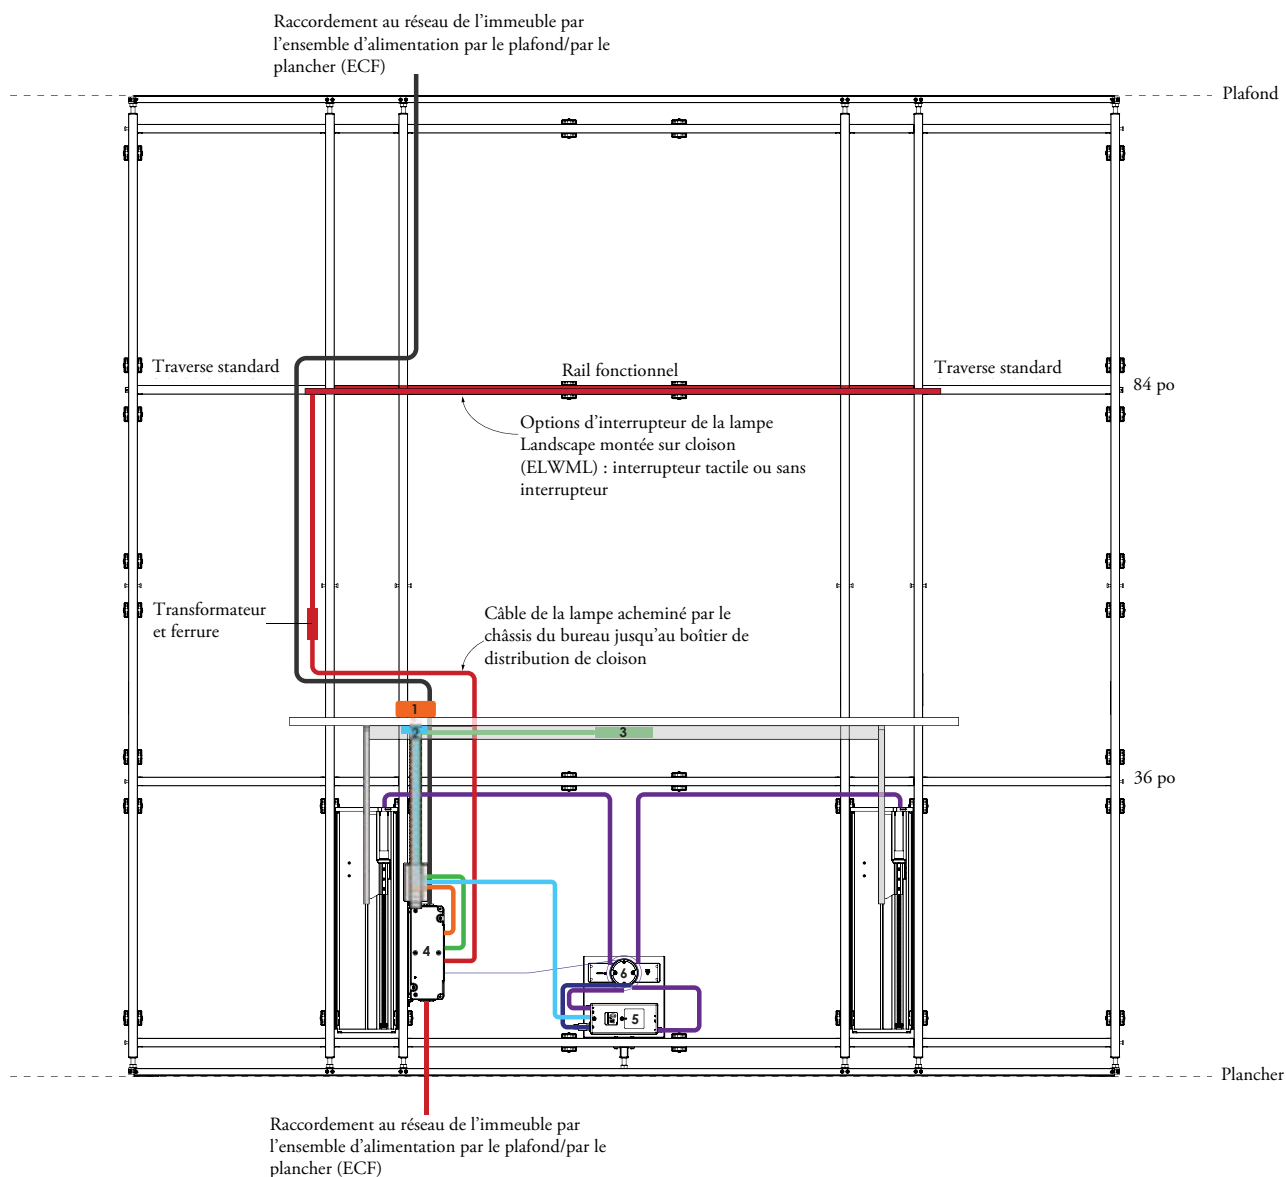 Raccordement au réseau de l’immeuble par
l’ensemble d’alimentation par le plafond/par le
plancher (ECF)
Plafond
Traverse standard
Rail fonctionnel
Traverse standard
84 po
Options d’interrupteur de la lampe
Landscape montée sur cloison
(ELWML) : interrupteur tactile ou sans
interrupteur
Transformateur
et ferrure
Câble de la lampe acheminé par le
châssis du bureau jusqu’au boîtier de
distribution de cloison
1
2
3
36 po
4
6
5
Plancher
Raccordement au réseau de l’immeuble par
l’ensemble d’alimentation par le plafond/par le
plancher (ECF)